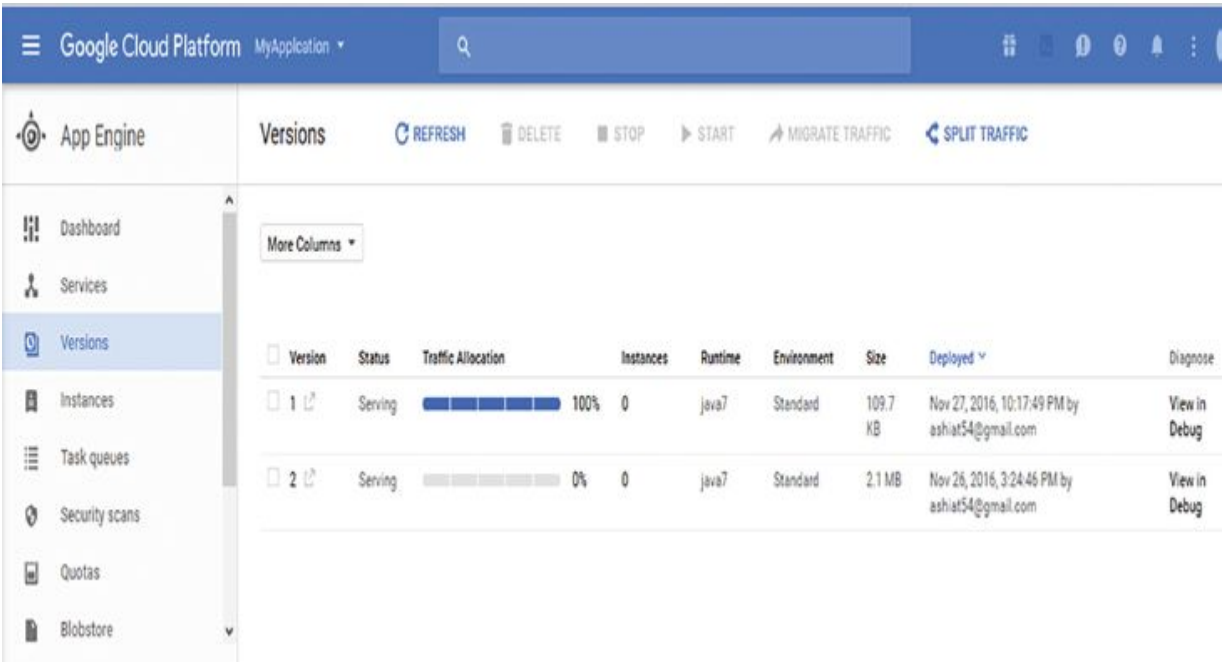 Google Cloud Platform MyApplcation
App Engine
Versions REFRESH DELETE STOP START MIGRATE TRAFFIC SPLIT TRAFFIC
Dashboard
Services
Versions
Instances
Task queues
Security scans
Quotas
Blobstore
More Columns
Version Status Traffic Allocation Instances Runtime Environment Size Deployed Diagnose
1 Serving 100% 0 java7 Standard 109.7 Nov 27, 2016, 10:17:49 PM by View in
KB ashiat54@gmail.com Debug
2 Serving 0% 0 java7 Standard 2.1 MB Nov 26, 2016, 3:24:46 PM by View in
ashiat54@gmail.com Debug